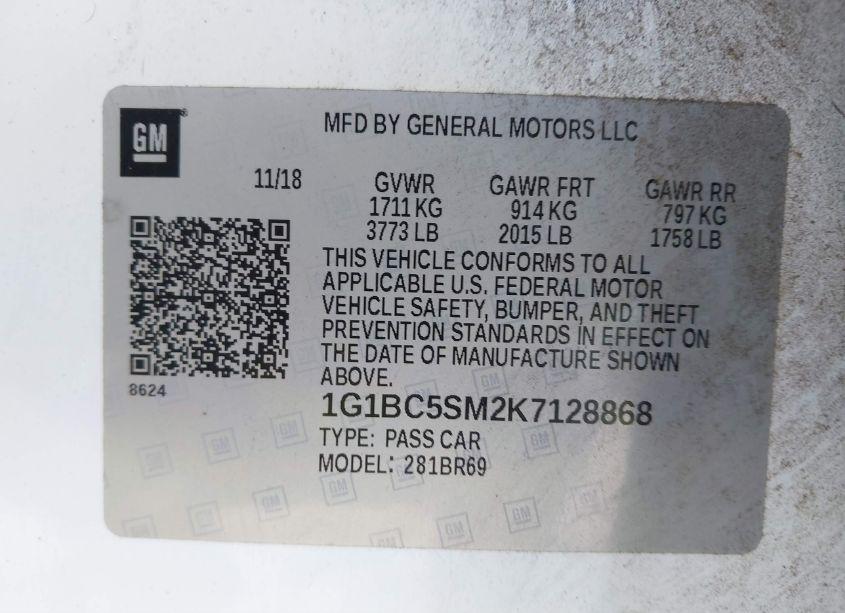 GM
MFD BY GENERAL MOTORS LLC
11/18 GVWR GAWR FRT GAWR RR
1711 KG 914 KG 797 KG
3773 LB 2015 LB 1758 LB
THIS VEHICLE CONFORMS TO ALL
APPLICABLE U.S. FEDERAL MOTOR
VEHICLE SAFETY, BUMPER, AND THEFT
PREVENTION STANDARDS IN EFFECT ON
THE DATE OF MANUFACTURE SHOWN
ABOVE.
8624
1G1BC5SM2K7128868
TYPE: PASS CAR
MODEL: 281BR69